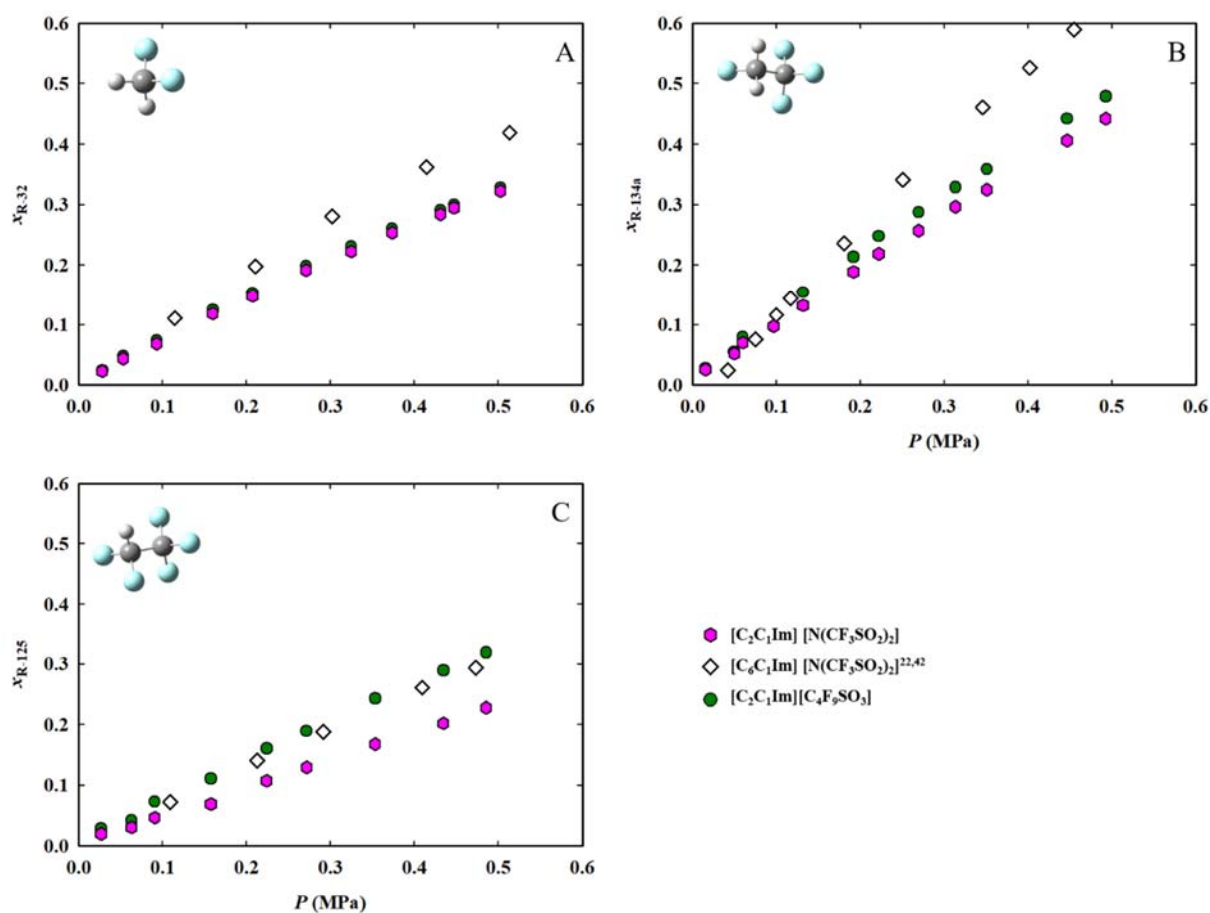 A
0.6
0.5
0.4
0.3
0.2
0.1
0.0
xR-32
0.0 0.1 0.2 0.3 0.4 0.5 0.6
B
0.6
0.5
0.4
0.3
0.2
0.1
0.0
xR-134a
0.0 0.1 0.2 0.3 0.4 0.5 0.6
P (MPa)
C
0.6
0.5
0.4
0.3
0.2
0.1
0.0
xR-125
0.0 0.1 0.2 0.3 0.4 0.5 0.6
P (MPa)
[C₂C₁Im] [N(CF₃SO₂)₂]
[C₆C₁Im] [N(CF₃SO₂)₂]²²,⁴²
[C₂C₁Im][C₄F₉SO₃]